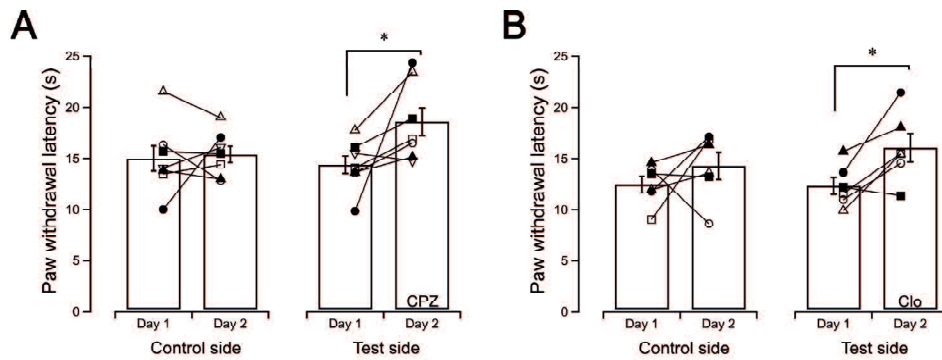 A
B
*
*
Paw withdrawal latency (s)
25
20
15
10
5
0
CPZ
Day 1 Day 2 Day 1 Day 2
Control side Test side
Paw withdrawal latency (s)
25
20
15
10
5
0
Clo
Day 1 Day 2 Day 1 Day 2
Control side Test side